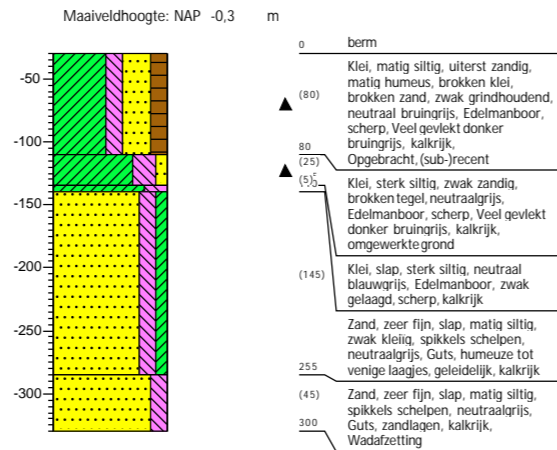 Maaiveldhoogte: NAP -0,3 m
0 berm
Klei, matig siltig, uiterst zandig,
matig humeus, brokken klei,
(80) brokken zand, zwak grindhoudend,
neutraal bruingrijs, Edelmanboor,
scherp, Veel gevlekt donker
bruingrijs, kalkrijk,
80 Opgebracht, (sub-)recent
(25)
(5)
Klei, sterk siltig, zwak zandig,
brokken tegel, neutraalgrijs,
Edelmanboor, scherp, Veel gevlekt
donker bruingrijs, kalkrijk,
omgewerkte grond
(145) Klei, slap, sterk siltig, neutraal
blauwgrijs, Edelmanboor, zwak
gelaagd, scherp, kalkrijk
Zand, zeer fijn, slap, matig siltig,
zwak kleiïg, spikkels schelpen,
neutraalgrijs, Guts, humeuze tot
255 venige laagjes, geleidelijk, kalkrijk
(45) Zand, zeer fijn, slap, matig siltig,
spikkels schelpen, neutraalgrijs,
300 Guts, zandlagen, kalkrijk,
Wadafzetting
-50
-100
-150
-200
-250
-300